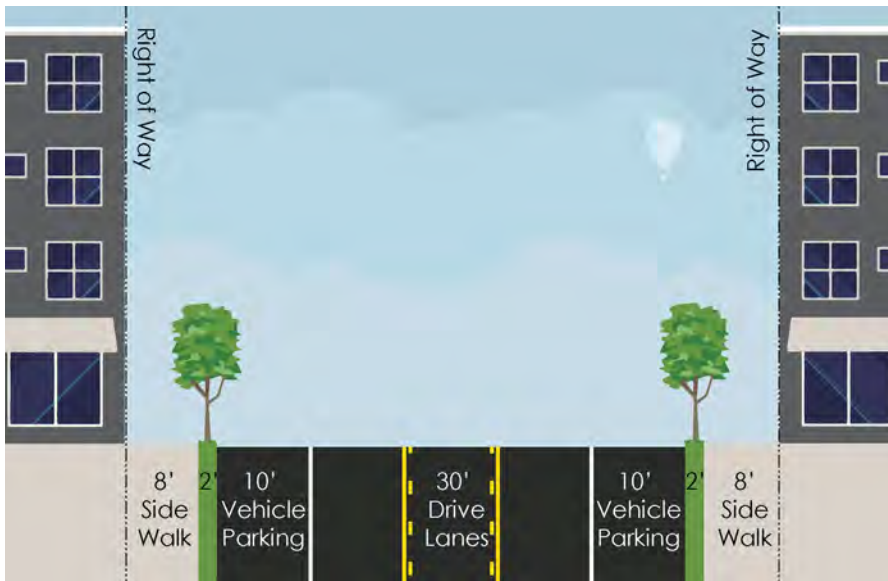 Right of Way
Right of Way
8'
Side
Walk
2'
10'
Vehicle
Parking
30'
Drive
Lanes
10'
Vehicle
Parking
2'
8'
Side
Walk